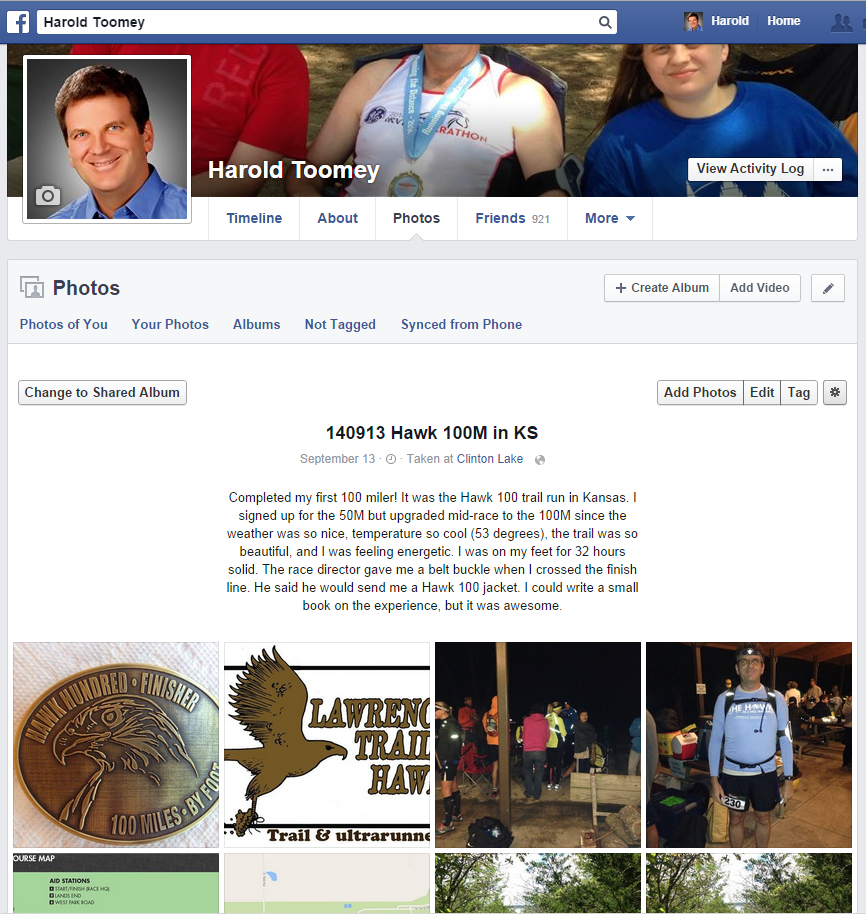 Harold Toomey
Harold
Home
RED
Running the Distance - 20
MARATHON
Harold Toomey
View Activity Log
...
Timeline
About
Photos
Friends 921
More
Photos
+ Create Album
Add Video
Photos of You
Your Photos
Albums
Not Tagged
Synced from Phone
Change to Shared Album
Add Photos
Edit
Tag
140913 Hawk 100M in KS
September 13 · · Taken at Clinton Lake
Completed my first 100 miler! It was the Hawk 100 trail run in Kansas. I
signed up for the 50M but upgraded mid-race to the 100M since the
weather was so nice, temperature so cool (53 degrees), the trail was so
beautiful, and I was feeling energetic. I was on my feet for 32 hours
solid. The race director gave me a belt buckle when I crossed the finish
line. He said he would send me a Hawk 100 jacket. I could write a small
book on the experience, but it was awesome.
HAWK HUNDRED • FINISHER
100 MILES • BY FOOT
LAWRENC
TRAIL
HAW
Trail & ultrarunne
THE HAWK
230
OURSE MAP
AID STATIONS
START/FINISH (RACE HQ)
LANDS END
WEST PARK ROAD